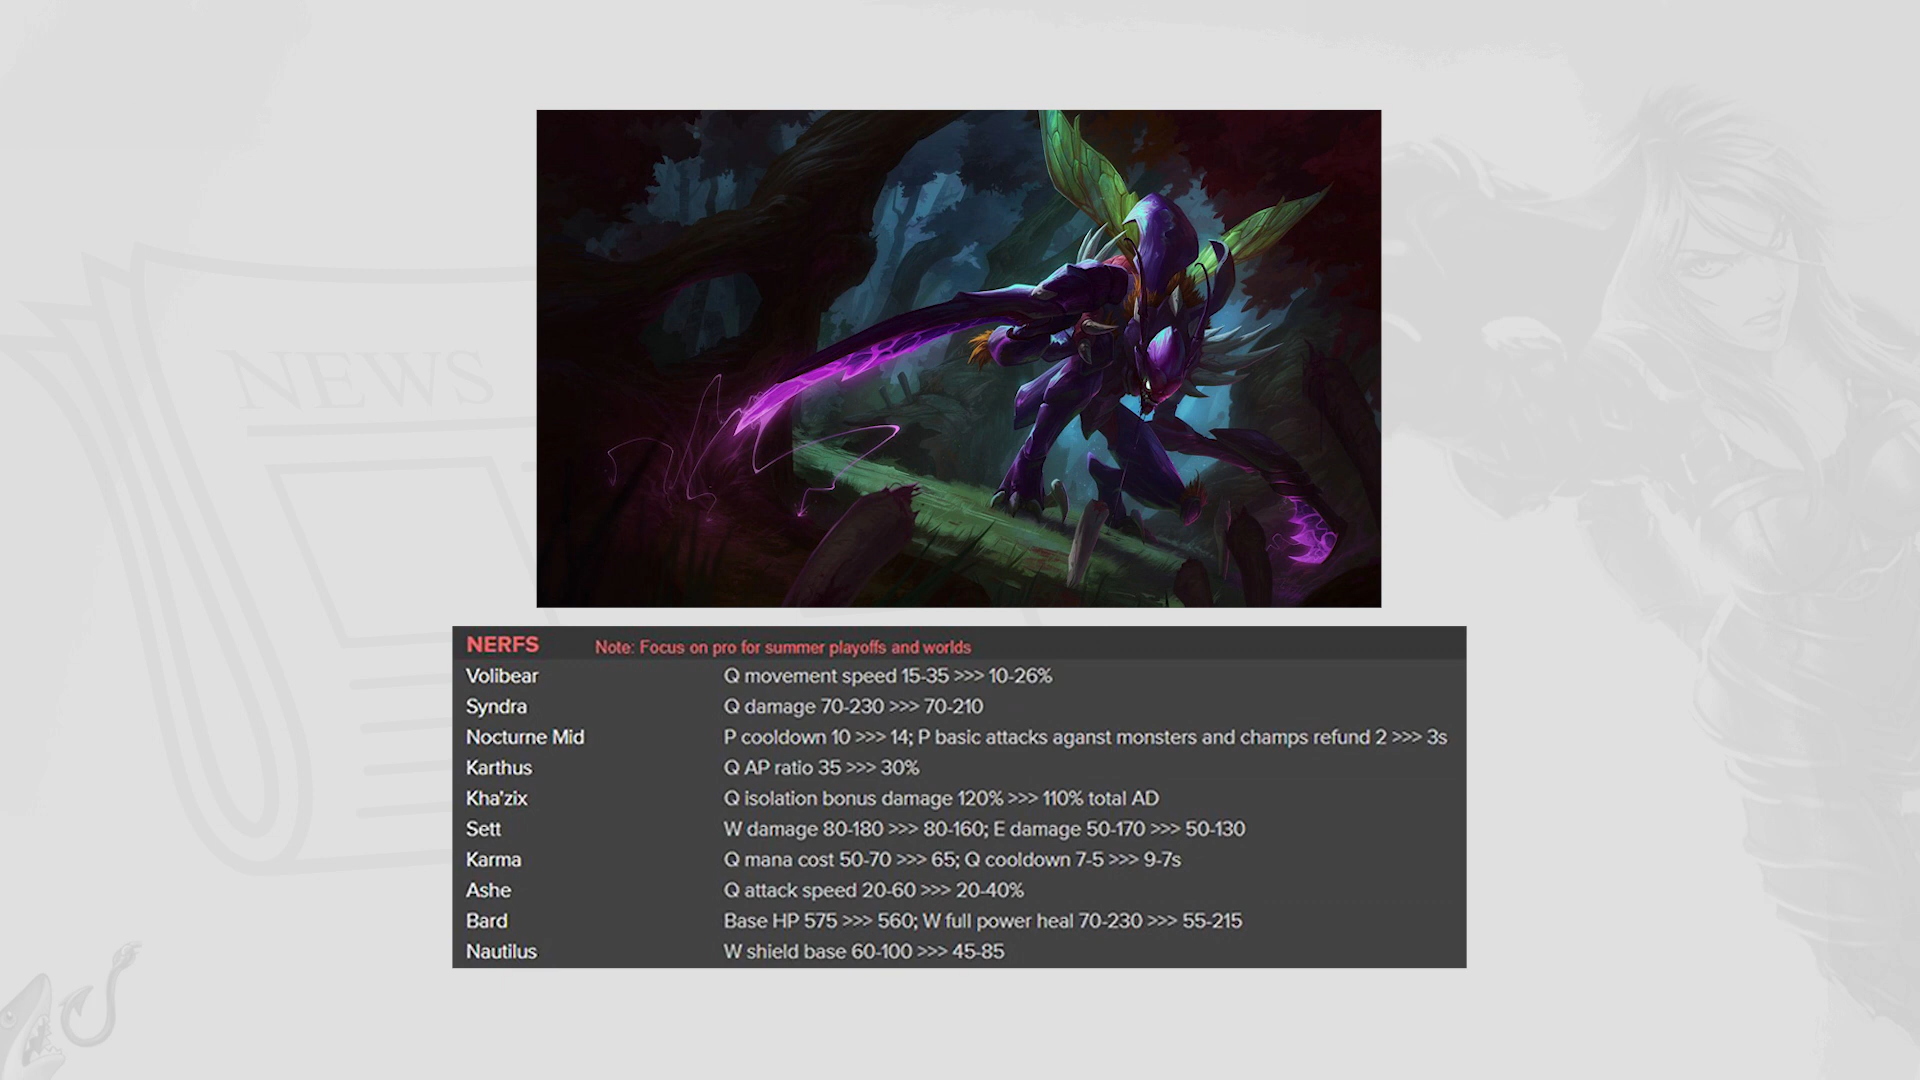 NEWS
NERFS Note: Focus on pro for summer playoffs and worlds
Volibear Q movement speed 15-35 >>> 10-26%
Syndra Q damage 70-230 >>> 70-210
Nocturne Mid P cooldown 10 >>> 14; P basic attacks aganst monsters and champs refund 2 >>> 3s
Karthus Q AP ratio 35 >>> 30%
Kha'zix Q isolation bonus damage 120% >>> 110% total AD
Sett W damage 80-180 >>> 80-160; E damage 50-170 >>> 50-130
Karma Q mana cost 50-70 >>> 65; Q cooldown 7-5 >>> 9-7s
Ashe Q attack speed 20-60 >>> 20-40%
Bard Base HP 575 >>> 560; W full power heal 70-230 >>> 55-215
Nautilus W shield base 60-100 >>> 45-85